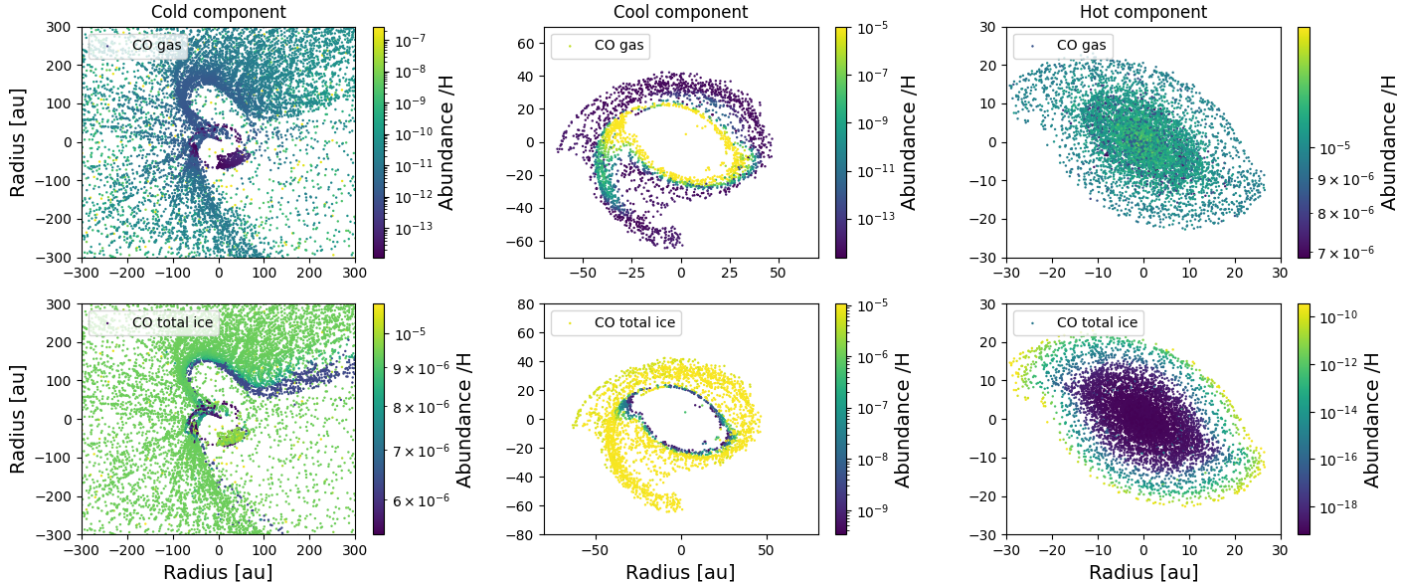 Cold component
Cool component
Hot component
Radius [au]
300
200
100
0
−100
−200
−300
−300 −200 −100 0 100 200 300
CO gas
10⁻⁷
10⁻⁸
10⁻⁹
10⁻¹⁰
10⁻¹¹
10⁻¹²
10⁻¹³
Abundance /H
60
40
20
0
−20
−40
−60
−50 −25 0 25 50
CO gas
10⁻⁵
10⁻⁷
10⁻⁹
10⁻¹¹
10⁻¹³
Abundance /H
30
20
10
0
−10
−20
−30
−30 −20 −10 0 10 20 30
CO gas
10⁻⁵
9 × 10⁻⁶
8 × 10⁻⁶
7 × 10⁻⁶
Abundance /H
Radius [au]
300
200
100
0
−100
−200
−300
−300 −200 −100 0 100 200 300
Radius [au]
CO total ice
10⁻⁵
9 × 10⁻⁶
8 × 10⁻⁶
7 × 10⁻⁶
6 × 10⁻⁶
Abundance /H
80
60
40
20
0
−20
−40
−60
−80
−50 0 50
Radius [au]
CO total ice
10⁻⁵
10⁻⁶
10⁻⁷
10⁻⁸
10⁻⁹
Abundance /H
30
20
10
0
−10
−20
−30
−30 −20 −10 0 10 20 30
Radius [au]
CO total ice
10⁻¹⁰
10⁻¹²
10⁻¹⁴
10⁻¹⁶
10⁻¹⁸
Abundance /H